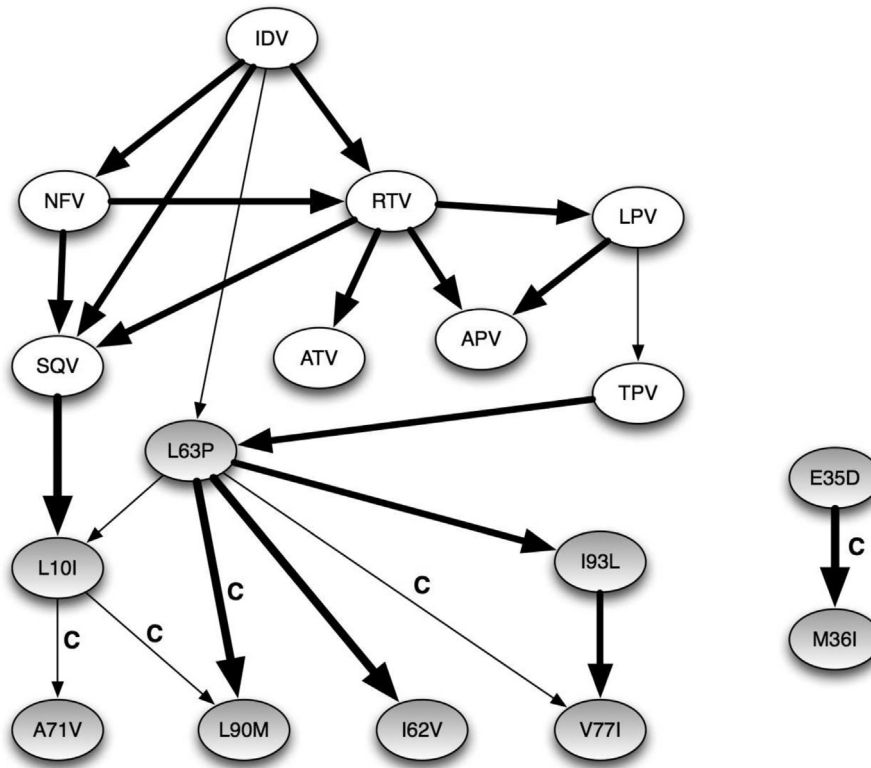 IDV
NFV
RTV
LPV
SQV
ATV
APV
TPV
L63P
E35D
L10I
I93L
C
C
C
C
C
M36I
A71V
L90M
I62V
V77I